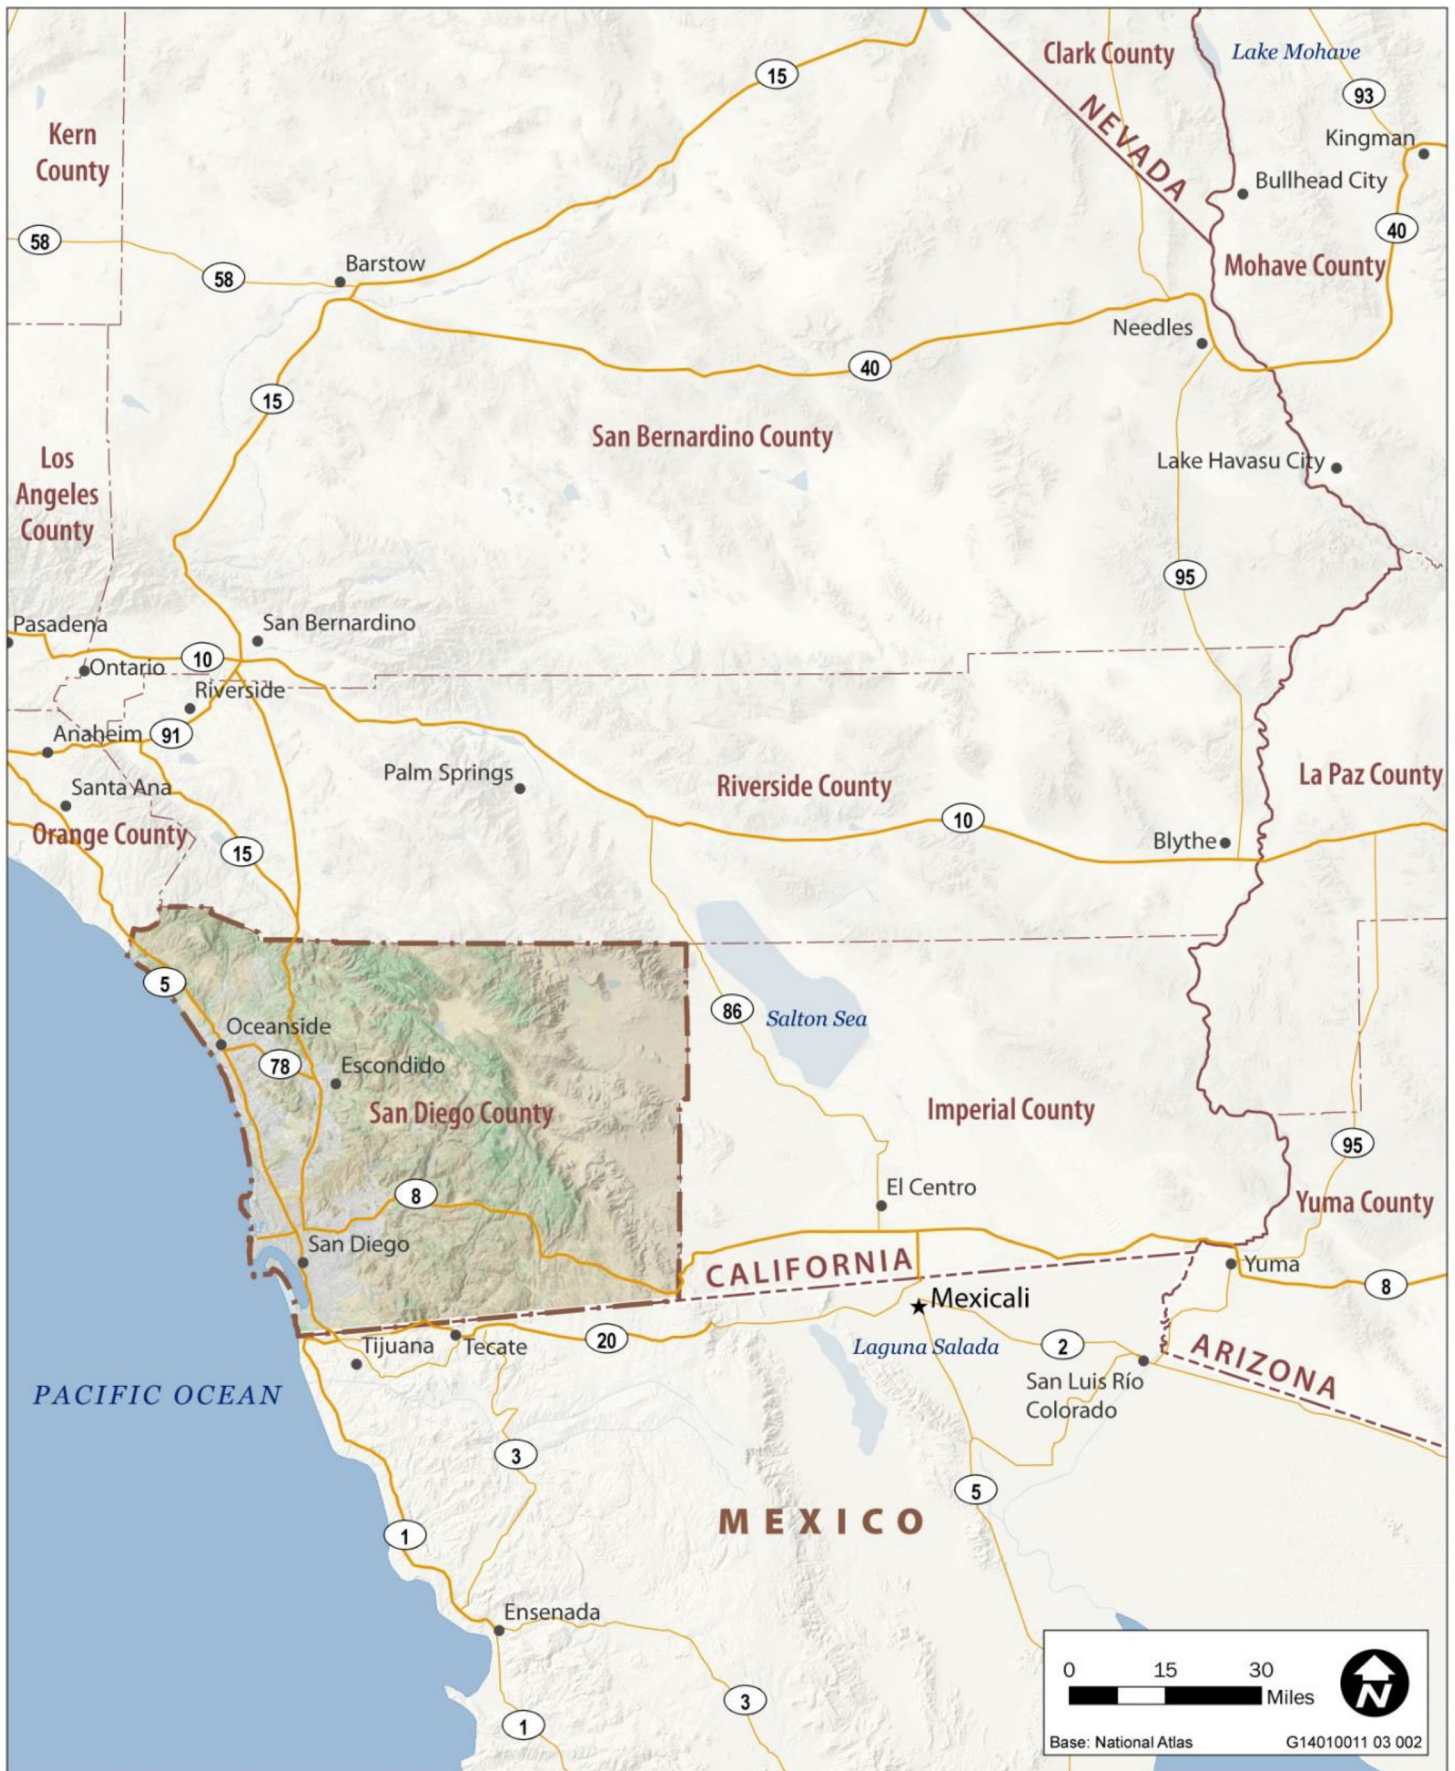 15
Clark County
Lake Mohave
93
Kern
County
NEVADA
Kingman
Bullhead City
40
58
58
Barstow
Mohave County
Needles
40
15
San Bernardino County
Los
Angeles
County
Lake Havasu City
95
Pasadena
San Bernardino
10
Ontario
Riverside
Anaheim
91
Palm Springs
Riverside County
La Paz County
Santa Ana
Orange County
10
15
Blythe
5
86
Salton Sea
Oceanside
78
Escondido
San Diego County
Imperial County
95
8
El Centro
Yuma County
San Diego
CALIFORNIA
Yuma
8
Mexicali
Tijuana
Tecate
20
Laguna Salada
2
ARIZONA
San Luis Río
Colorado
PACIFIC OCEAN
3
5
MEXICO
1
Ensenada
3
1
0 15 30
Miles
N
Base: National Atlas
G14010011 03 002